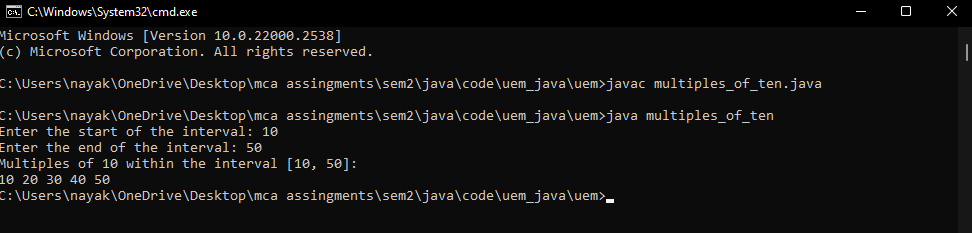 C:\Windows\System32\cmd.exe
Microsoft Windows [Version 10.0.22000.2538]
(c) Microsoft Corporation. All rights reserved.
C:\Users\nayak\OneDrive\Desktop\mca assingments\sem2\java\code\uem_java\uem>javac multiples_of_ten.java
C:\Users\nayak\OneDrive\Desktop\mca assingments\sem2\java\code\uem_java\uem>java multiples_of_ten
Enter the start of the interval: 10
Enter the end of the interval: 50
Multiples of 10 within the interval [10, 50]:
10 20 30 40 50
C:\Users\nayak\OneDrive\Desktop\mca assingments\sem2\java\code\uem_java\uem>